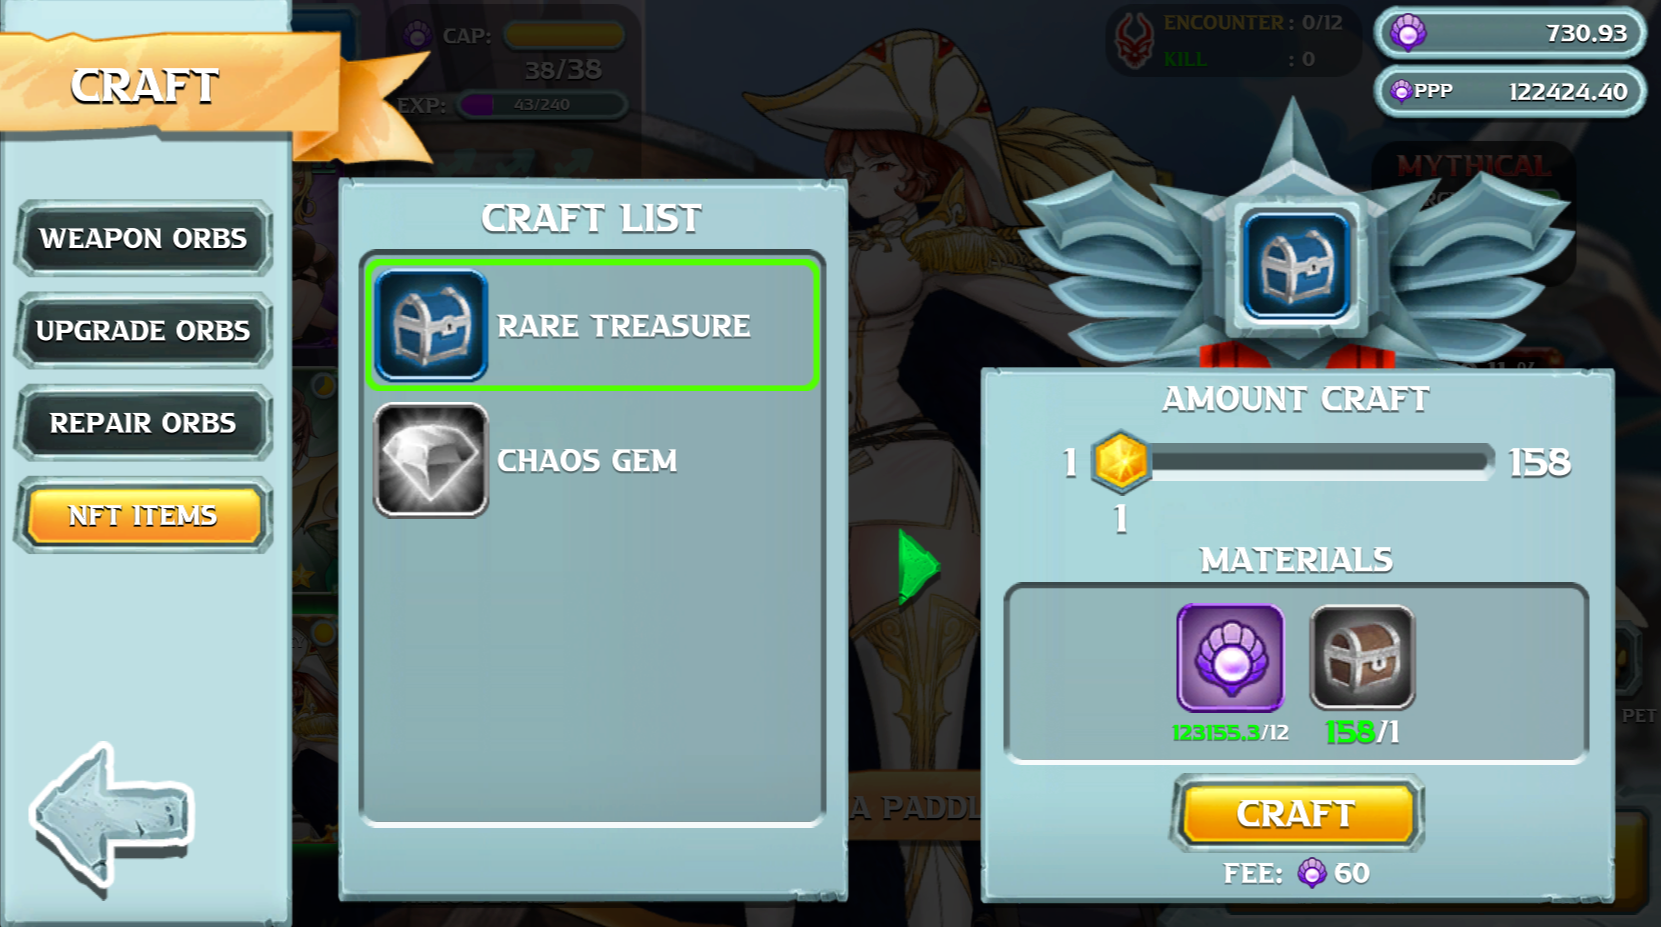 CRAFT
CAP:
38/38
EXP: 43/240
ENCOUNTER : 0/12
KILL : 0
730.93
PPP 122424.40
MYTHICAL
WEAPON ORBS
UPGRADE ORBS
REPAIR ORBS
NFT ITEMS
CRAFT LIST
RARE TREASURE
CHAOS GEM
AMOUNT CRAFT
1 158
1
MATERIALS
123155.3/12 158/1
CRAFT
FEE: 60
A PADDL
PET